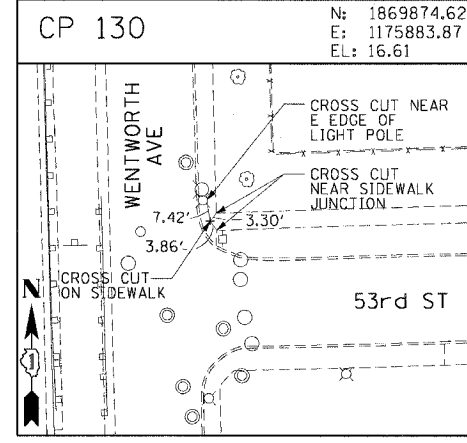 CP 130
N: 1869874.62
E: 1175883.87
EL: 16.61
WENTWORTH
AVE
CROSS CUT NEAR
E EDGE OF
LIGHT POLE
CROSS CUT
NEAR SIDEWALK
JUNCTION
7.42'
3.30'
3.86'
CROSS CUT
ON SIDEWALK
N
1
53rd ST